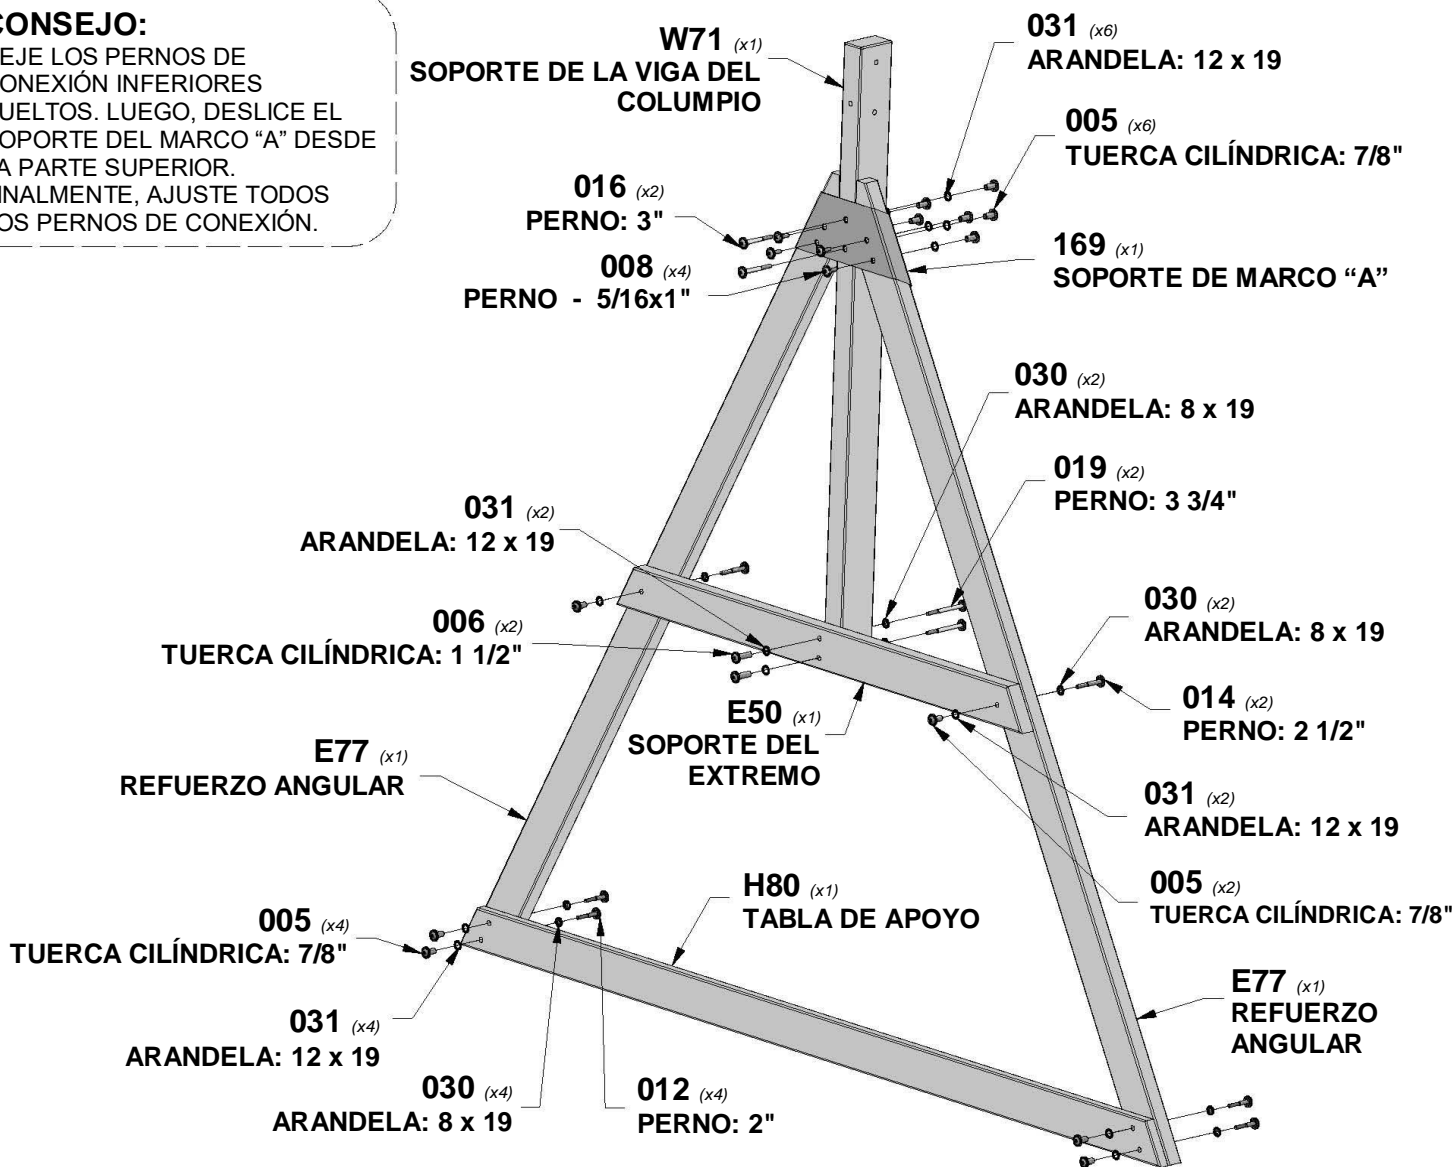 CONSEJO:
EJE LOS PERNOS DE
ONEXIÓN INFERIORES
UELTOS. LUEGO, DESLICE EL
OPORTE DEL MARCO “A” DESDE
A PARTE SUPERIOR.
INALMENTE, AJUSTE TODOS
OS PERNOS DE CONEXIÓN.
W71 (x1)
SOPORTE DE LA VIGA DEL
COLUMPIO
031 (x6)
ARANDELA: 12 x 19
005 (x6)
TUERCA CILÍNDRICA: 7/8"
016 (x2)
PERNO: 3"
008 (x4)
PERNO - 5/16x1"
169 (x1)
SOPORTE DE MARCO “A”
030 (x2)
ARANDELA: 8 x 19
019 (x2)
PERNO: 3 3/4"
031 (x2)
ARANDELA: 12 x 19
006 (x2)
TUERCA CILÍNDRICA: 1 1/2"
030 (x2)
ARANDELA: 8 x 19
014 (x2)
PERNO: 2 1/2"
E50 (x1)
SOPORTE DEL
EXTREMO
E77 (x1)
REFUERZO ANGULAR
031 (x2)
ARANDELA: 12 x 19
005 (x2)
TUERCA CILÍNDRICA: 7/8"
H80 (x1)
TABLA DE APOYO
005 (x4)
TUERCA CILÍNDRICA: 7/8"
E77 (x1)
REFUERZO
ANGULAR
031 (x4)
ARANDELA: 12 x 19
030 (x4)
ARANDELA: 8 x 19
012 (x4)
PERNO: 2"